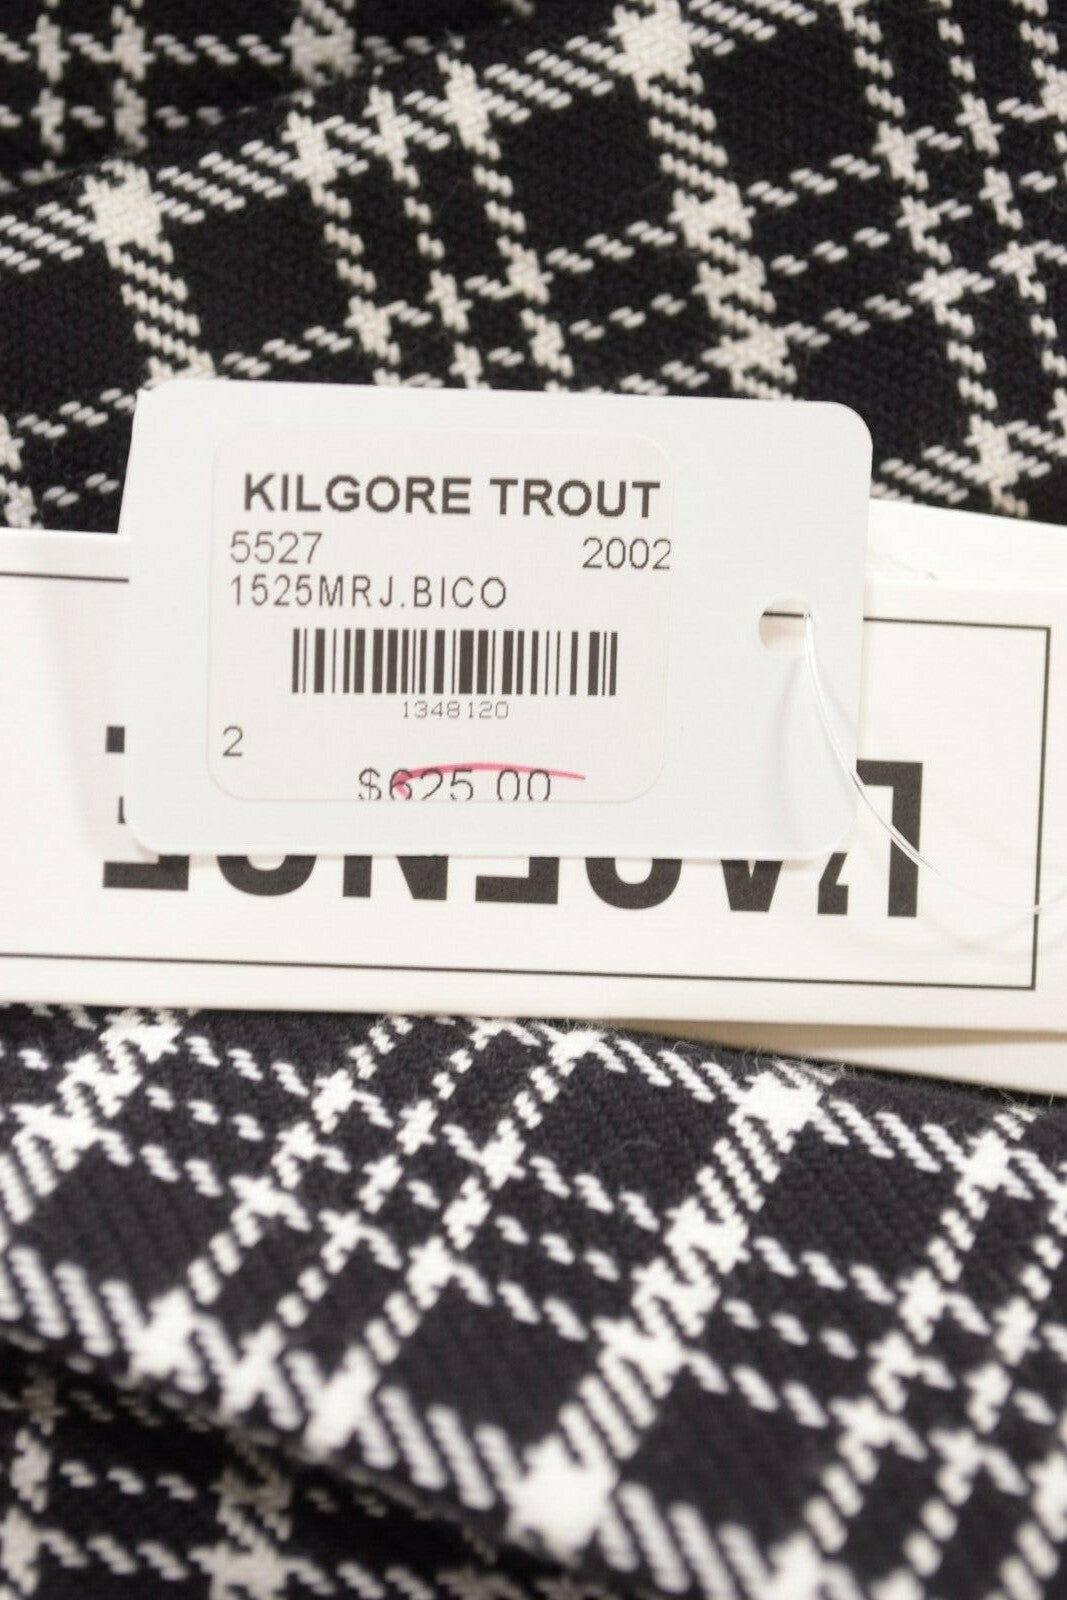 KILGORE TROUT
5527 2002
1525MRJ.BICO
1348120
2
$625.00